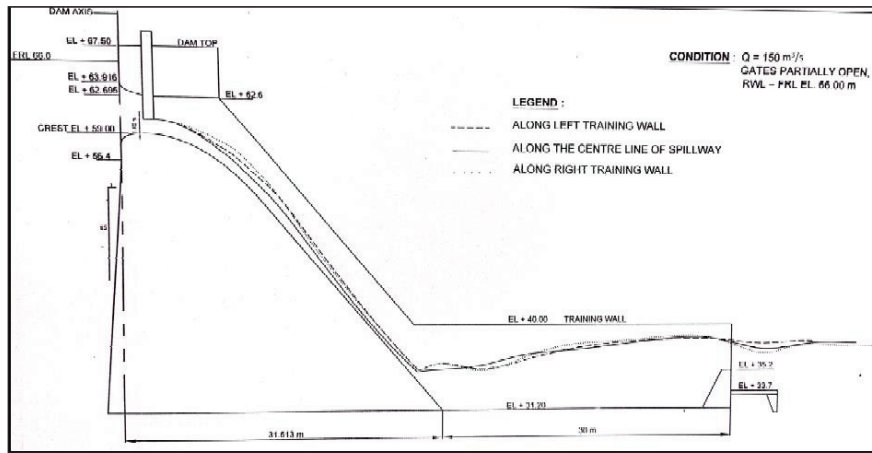 DAM AXIS
EL + 67.50
DAM TOP
FRL 66.0
CONDITION : Q = 150 m³/s
GATES PARTIALLY OPEN,
RWL – FRL EL. 66.00 m
EL + 63.916
EL + 62.695
EL + 62.6
LEGEND :
ALONG LEFT TRAINING WALL
CREST EL + 59.00
ALONG THE CENTRE LINE OF SPILLWAY
ALONG RIGHT TRAINING WALL
EL + 55.4
EL + 40.00 TRAINING WALL
EL + 35.2
EL + 33.7
EL + 31.20
31.613 m
30 m